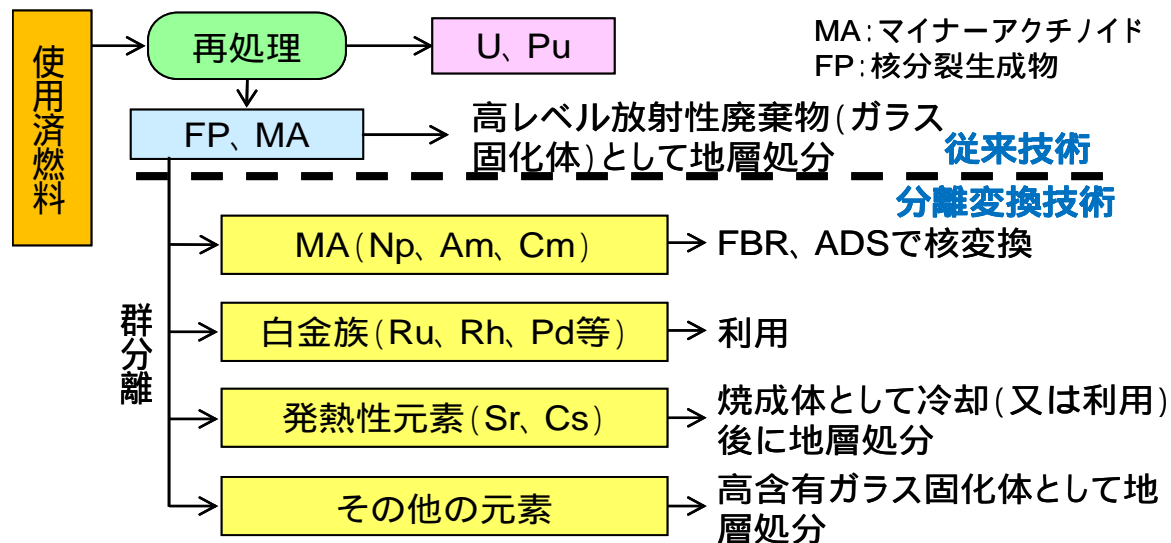 使用済燃料
再処理
U、Pu
MA:マイナーアクチノイド
FP:核分裂生成物
FP、MA
高レベル放射性廃棄物(ガラス
固化体)として地層処分
従来技術
分離変換技術
群分離
MA(Np、Am、Cm)
FBR、ADSで核変換
白金族(Ru、Rh、Pd等)
利用
発熱性元素(Sr、Cs)
焼成体として冷却(又は利用)
後に地層処分
その他の元素
高含有ガラス固化体として地
層処分